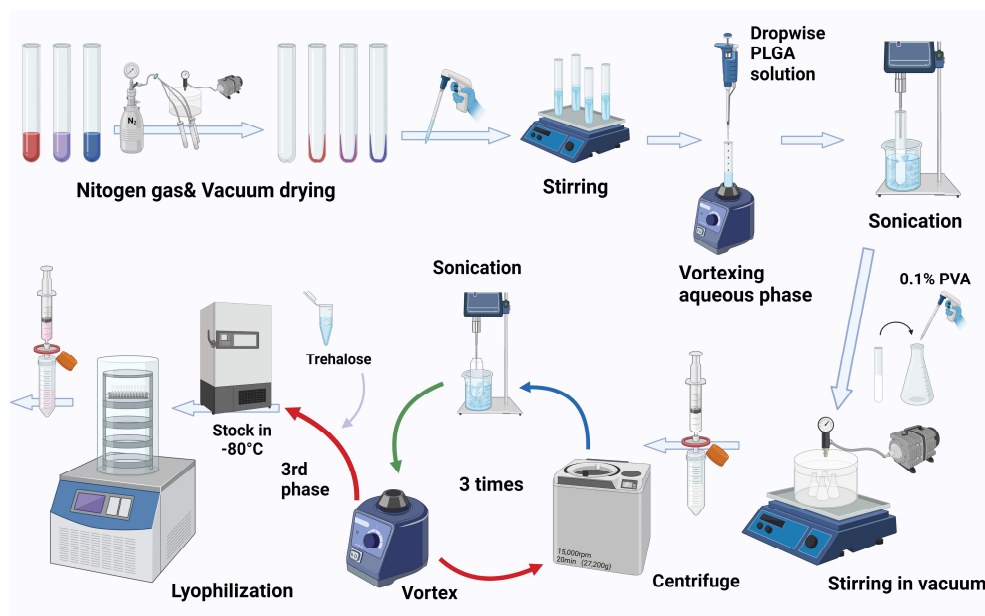 N₂
Nitogen gas& Vacuum drying
Stirring
Dropwise
PLGA
solution
Vortexing
aqueous phase
Sonication
0.1% PVA
Stirring in vacuum
Centrifuge
15,000rpm
20min (27,200g)
Sonication
3 times
Vortex
3rd
phase
Trehalose
Stock in
-80°C
Lyophilization